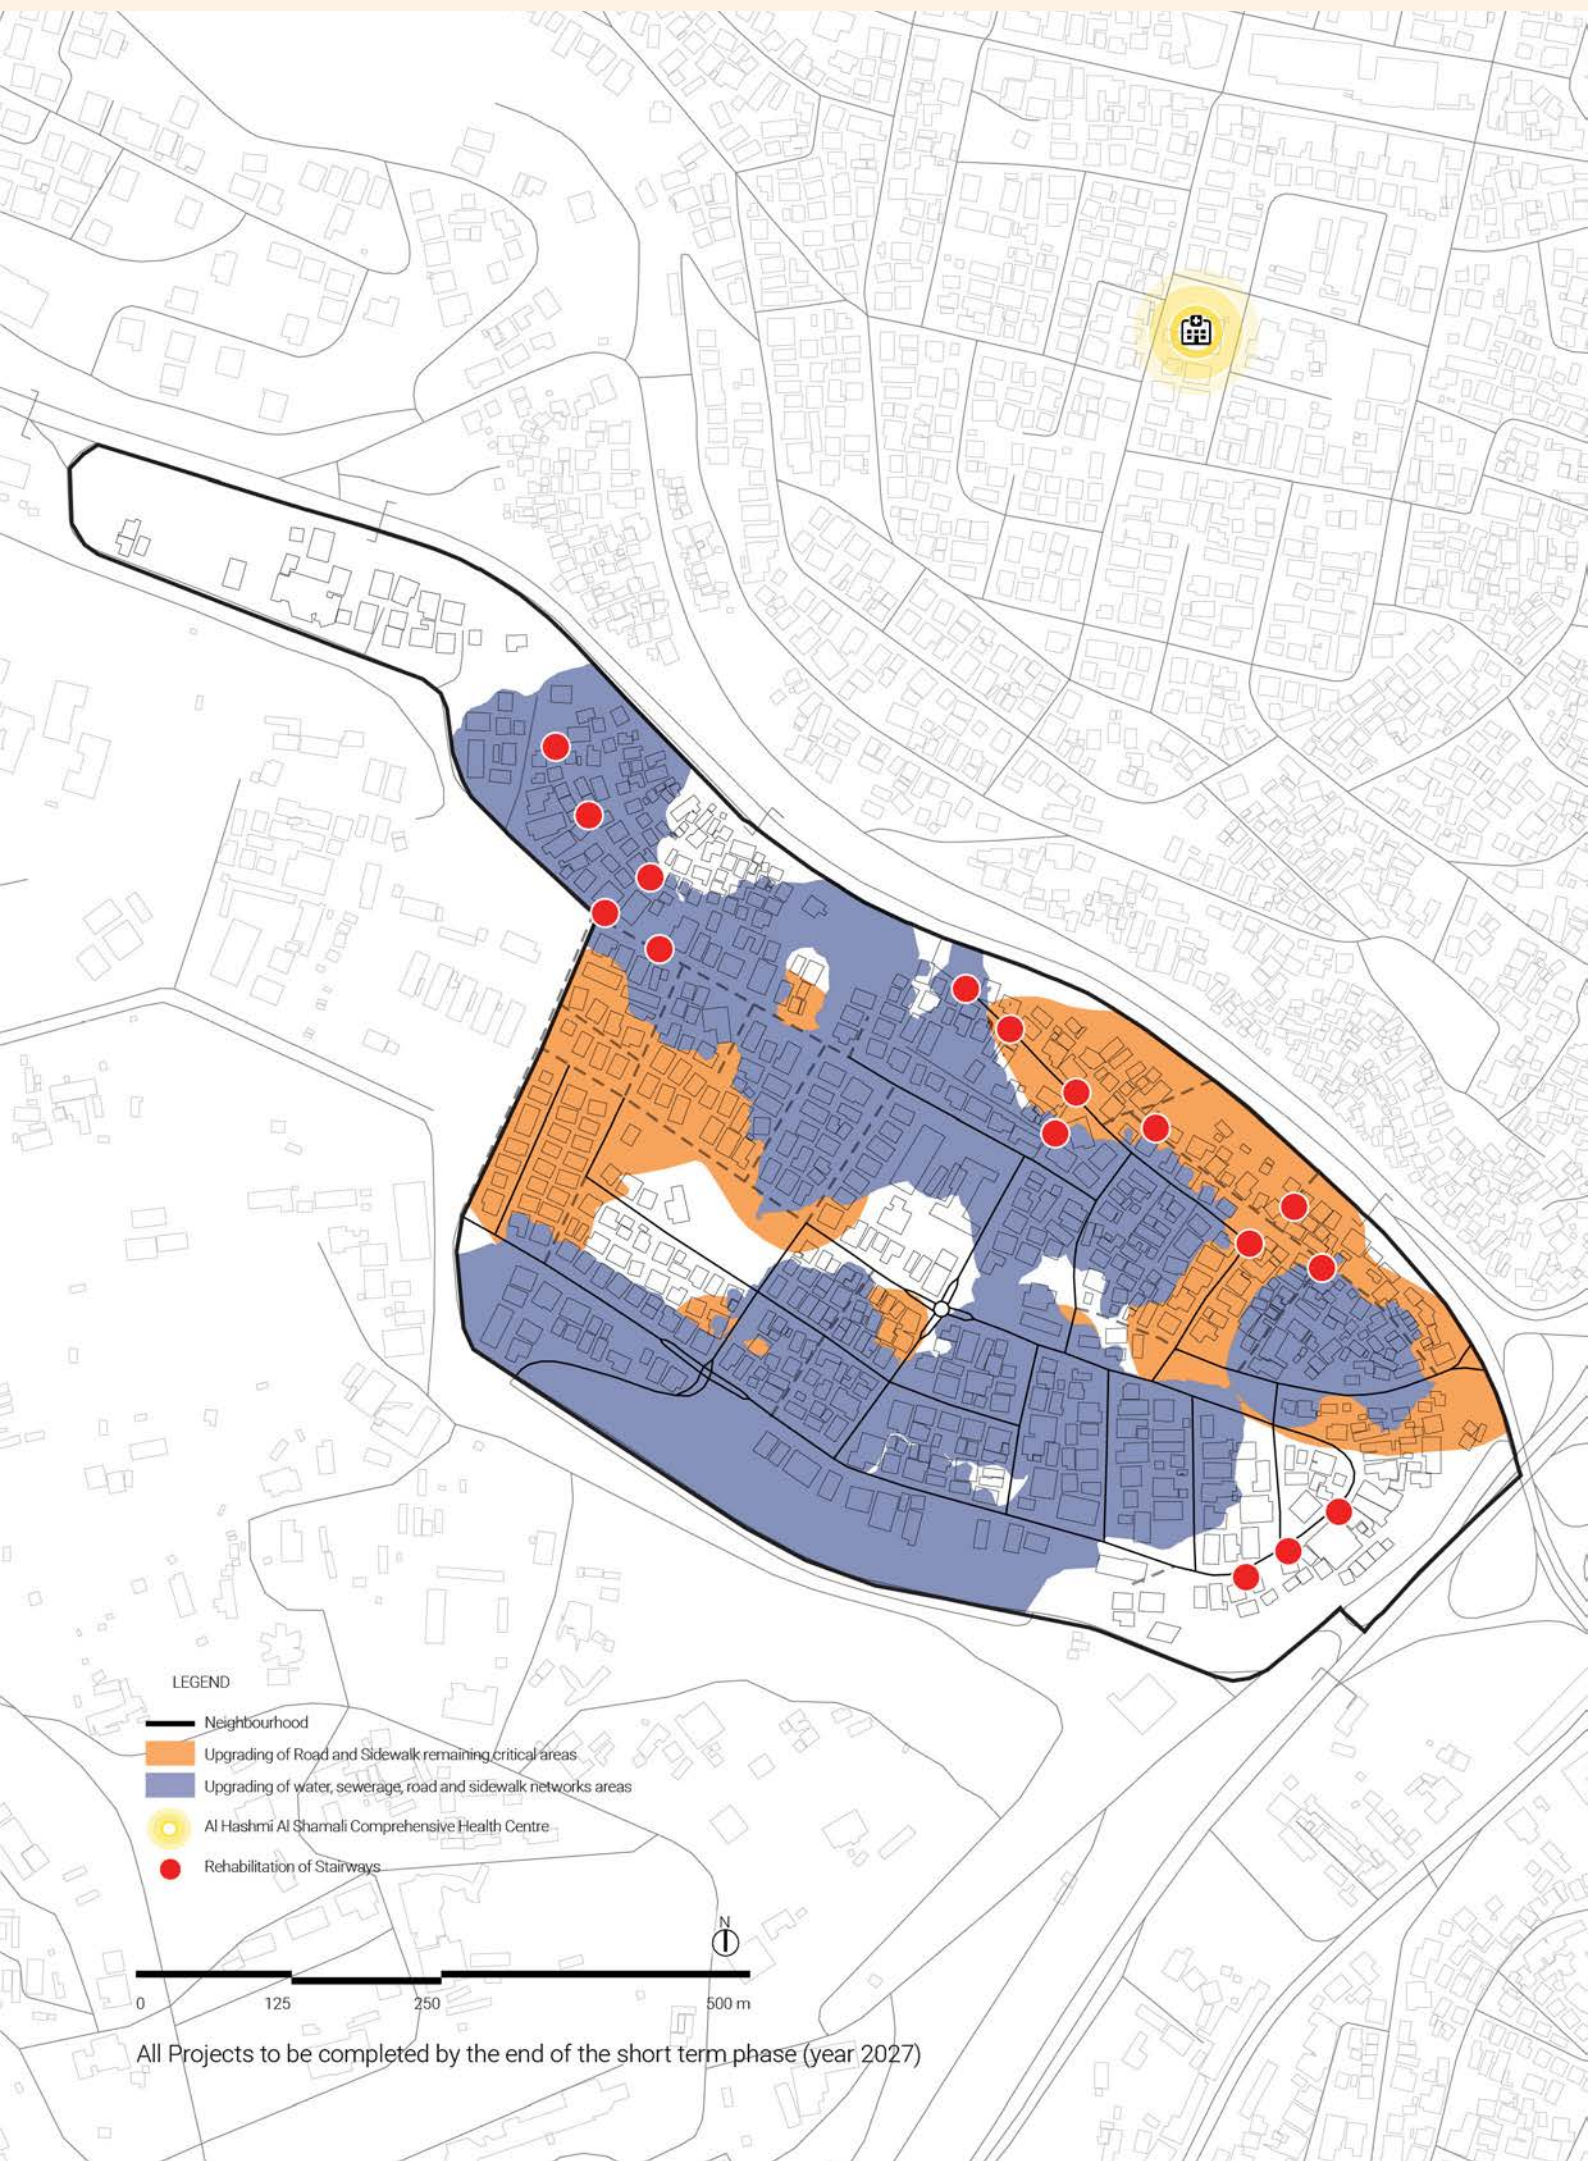 LEGEND
Neighbourhood
Upgrading of Road and Sidewalk remaining critical areas
Upgrading of water, sewerage, road and sidewalk networks areas
Al Hashmi Al Shamali Comprehensive Health Centre
Rehabilitation of Stairways
N
0 125 250 500 m
All Projects to be completed by the end of the short term phase (year 2027)